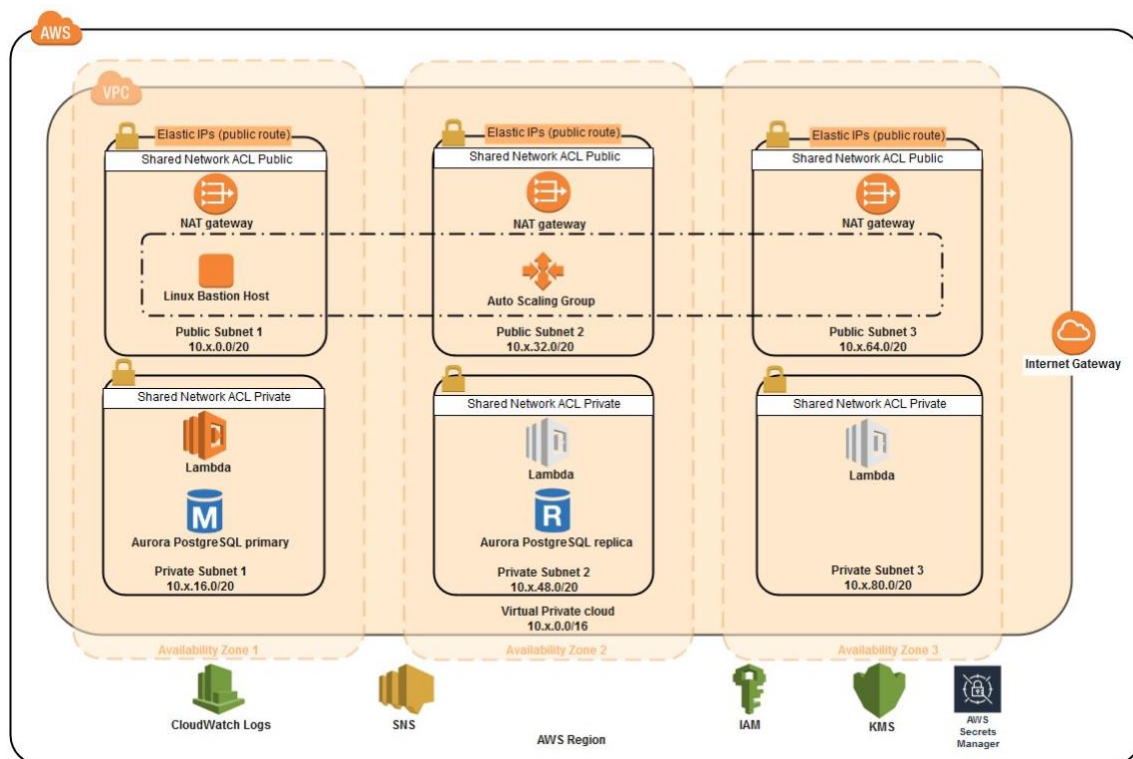 AWS
VPC
Elastic IPs (public route)
Shared Network ACL Public
NAT gateway
Linux Bastion Host
Public Subnet 1
10.x.0.0/20
Elastic IPs (public route)
Shared Network ACL Public
NAT gateway
Auto Scaling Group
Public Subnet 2
10.x.32.0/20
Elastic IPs (public route)
Shared Network ACL Public
NAT gateway
Public Subnet 3
10.x.64.0/20
Internet Gateway
Shared Network ACL Private
Lambda
M
Aurora PostgreSQL primary
Private Subnet 1
10.x.16.0/20
Shared Network ACL Private
Lambda
R
Aurora PostgreSQL replica
Private Subnet 2
10.x.48.0/20
Shared Network ACL Private
Lambda
Private Subnet 3
10.x.80.0/20
Virtual Private cloud
10.x.0.0/16
Availability Zone 1
Availability Zone 2
Availability Zone 3
CloudWatch Logs
SNS
AWS Region
IAM
KMS
AWS
Secrets
Manager